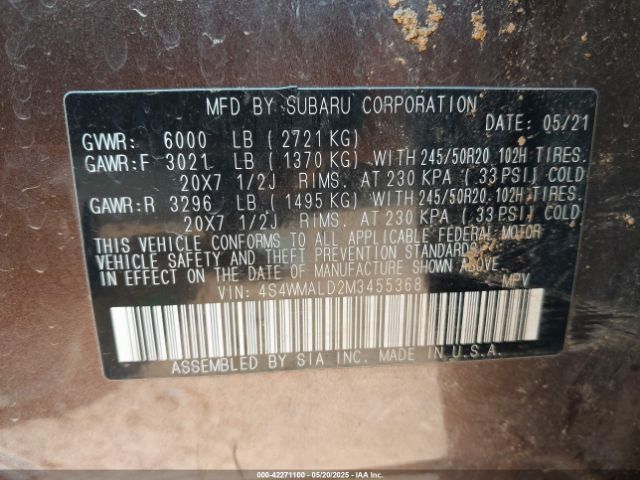 MFD BY SUBARU CORPORATION
DATE: 05/21
GVWR: 6000 LB (2721 KG)
GAWR:F 3021 LB (1370 KG) WITH 245/50R20 102H TIRES.
20X7 1/2J RIMS. AT 230 KPA (33 PSI) COLD
GAWR:R 3296 LB (1495 KG) WITH 245/50R20 102H TIRES.
20X7 1/2J RIMS. AT 230 KPA (33 PSI) COLD
THIS VEHICLE CONFORMS TO ALL APPLICABLE FEDERAL MOTOR
VEHICLE SAFETY AND THEFT PREVENTION STANDARDS
IN EFFECT ON THE DATE OF MANUFACTURE SHOWN ABOVE.
VIN: 4S4WMALD2M3455368 MPV
ASSEMBLED BY SIA INC. MADE IN U.S.A.
000-42271100 - 05/20/2025 - IAAI, Inc.